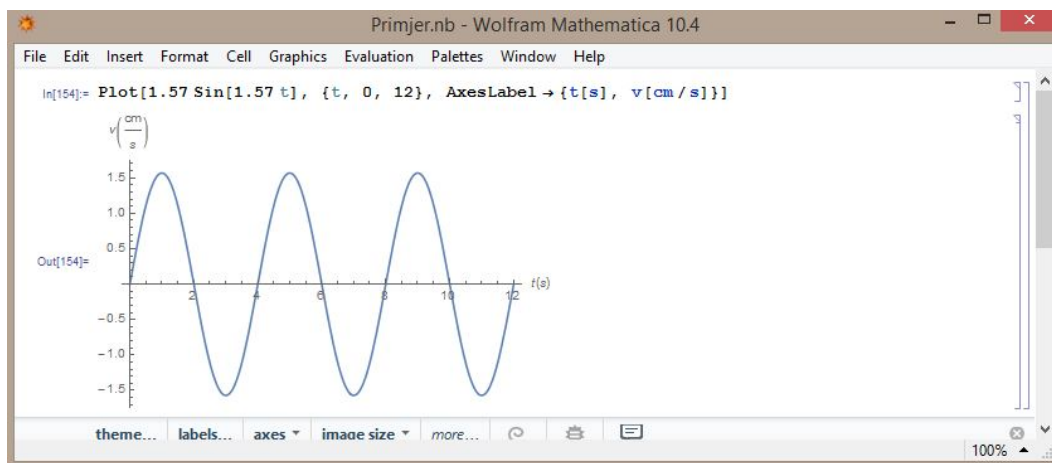 Primjer.nb - Wolfram Mathematica 10.4
File Edit Insert Format Cell Graphics Evaluation Palettes Window Help
In[154]:= Plot[1.57 Sin[1.57 t], {t, 0, 12}, AxesLabel → {t[s], v[cm / s]}]
v(cm/s)
1.5
1.0
0.5
Out[154]=
2 4 6 8 10 12 t(s)
-0.5
-1.0
-1.5
theme... labels... axes image size more...
100%